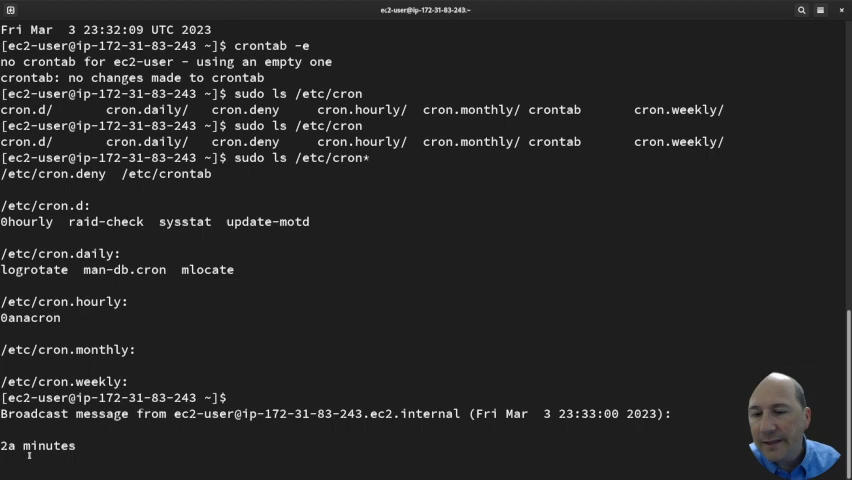 ec2-user@ip-172-31-83-243:~
Fri Mar  3 23:32:09 UTC 2023
[ec2-user@ip-172-31-83-243 ~]$ crontab -e
no crontab for ec2-user - using an empty one
crontab: no changes made to crontab
[ec2-user@ip-172-31-83-243 ~]$ sudo ls /etc/cron
cron.d/       cron.daily/   cron.deny     cron.hourly/  cron.monthly/ crontab       cron.weekly/
[ec2-user@ip-172-31-83-243 ~]$ sudo ls /etc/cron
cron.d/       cron.daily/   cron.deny     cron.hourly/  cron.monthly/ crontab       cron.weekly/
[ec2-user@ip-172-31-83-243 ~]$ sudo ls /etc/cron*
/etc/cron.deny  /etc/crontab
/etc/cron.d:
0hourly  raid-check  sysstat  update-motd
/etc/cron.daily:
logrotate  man-db.cron  mlocate
/etc/cron.hourly:
0anacron
/etc/cron.monthly:
/etc/cron.weekly:
[ec2-user@ip-172-31-83-243 ~]$
Broadcast message from ec2-user@ip-172-31-83-243.ec2.internal (Fri Mar  3 23:33:00 2023):
2a minutes